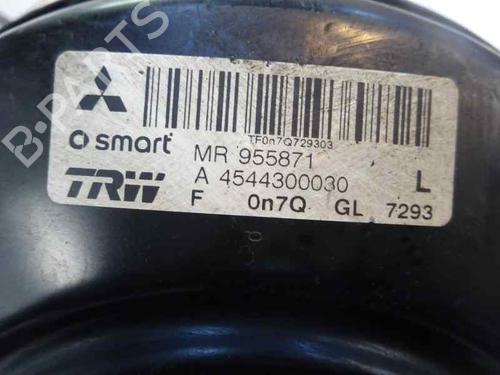 B-PARTS
TF0n7Q729303
smart
MR 955871
TRW
A 4544300030 L
F 0n7Q GL 7293